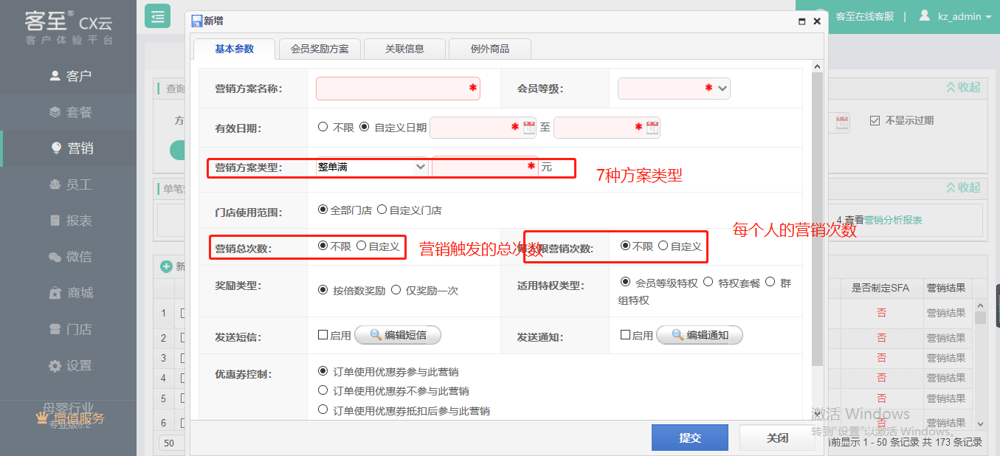 客至® CX云
客户体验平台
客户
套餐
营销
员工
报表
微信
商城
门店
设置
母婴行业
增值服务
客至在线客服 | kz_admin
新增
基本参数 会员奖励方案 关联信息 例外商品
营销方案名称: * 会员等级: *
有效日期: 不限 自定义日期 * 至 *
营销方案类型: 整单满 * 元
7种方案类型
门店使用范围: 全部门店 自定义门店
营销总次数: 不限 自定义
营销触发的总次数
限营销次数: 不限 自定义
每个人的营销次数
奖励类型: 按倍数奖励 仅奖励一次
适用特权类型: 会员等级特权 特权套餐 群
组特权
发送短信: 启用 编辑短信
发送通知: 启用 编辑通知
优惠券控制: 订单使用优惠券参与此营销
订单使用优惠券不参与此营销
订单使用优惠券抵扣后参与此营销
提交 关闭
查询
方
单笔
新
1
2
3
4
5
6
50
收起
不显示过期
收起
4.查看营销分析报表
是否制定SFA 营销结果
否 营销结果
否 营销结果
否 营销结果
否 营销结果
否 营销结果
否 营销结果
激活 Windows
转到"设置"以激活 Windows。
前显示 1 - 50 条记录 共 173 条记录